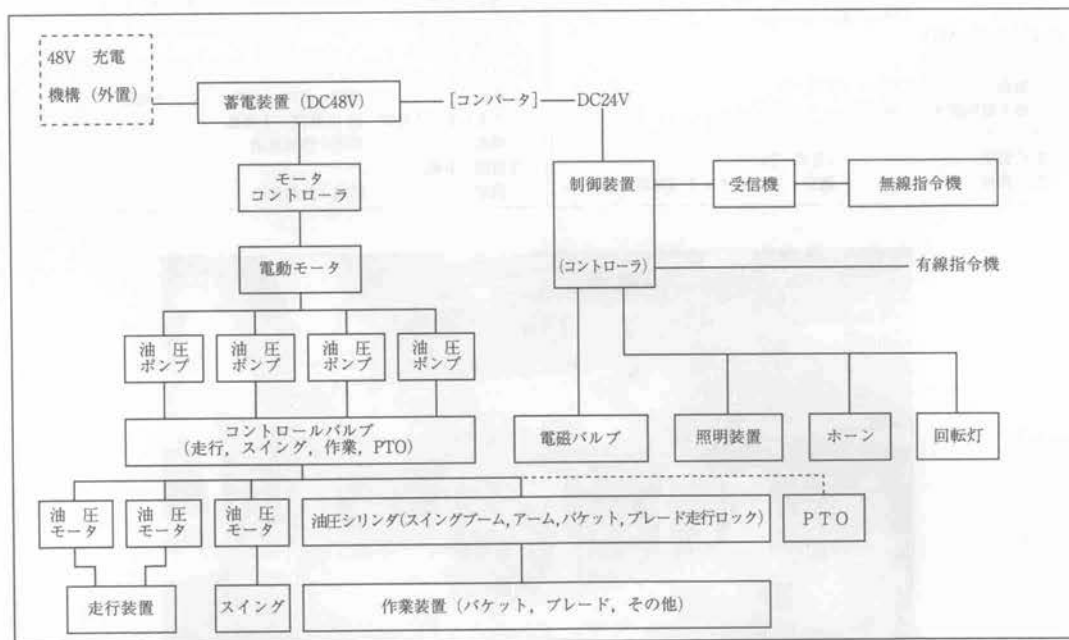 48V 充電
機構（外置）
蓄電装置（DC48V）
[コンバータ]
DC24V
モータ
コントローラ
制御装置
受信機
無線指令機
電動モータ
(コントローラ)
有線指令機
油 圧
ポンプ
油 圧
ポンプ
油 圧
ポンプ
油 圧
ポンプ
コントロールバルブ
(走行，スイング，作業，PTO)
電磁バルブ
照明装置
ホーン
回転灯
油 圧
モータ
油 圧
モータ
油 圧
モータ
油圧シリンダ(スイングブーム，アーム，バケット，ブレード走行ロック)
P T O
走行装置
スイング
作業装置（バケット，ブレード，その他）